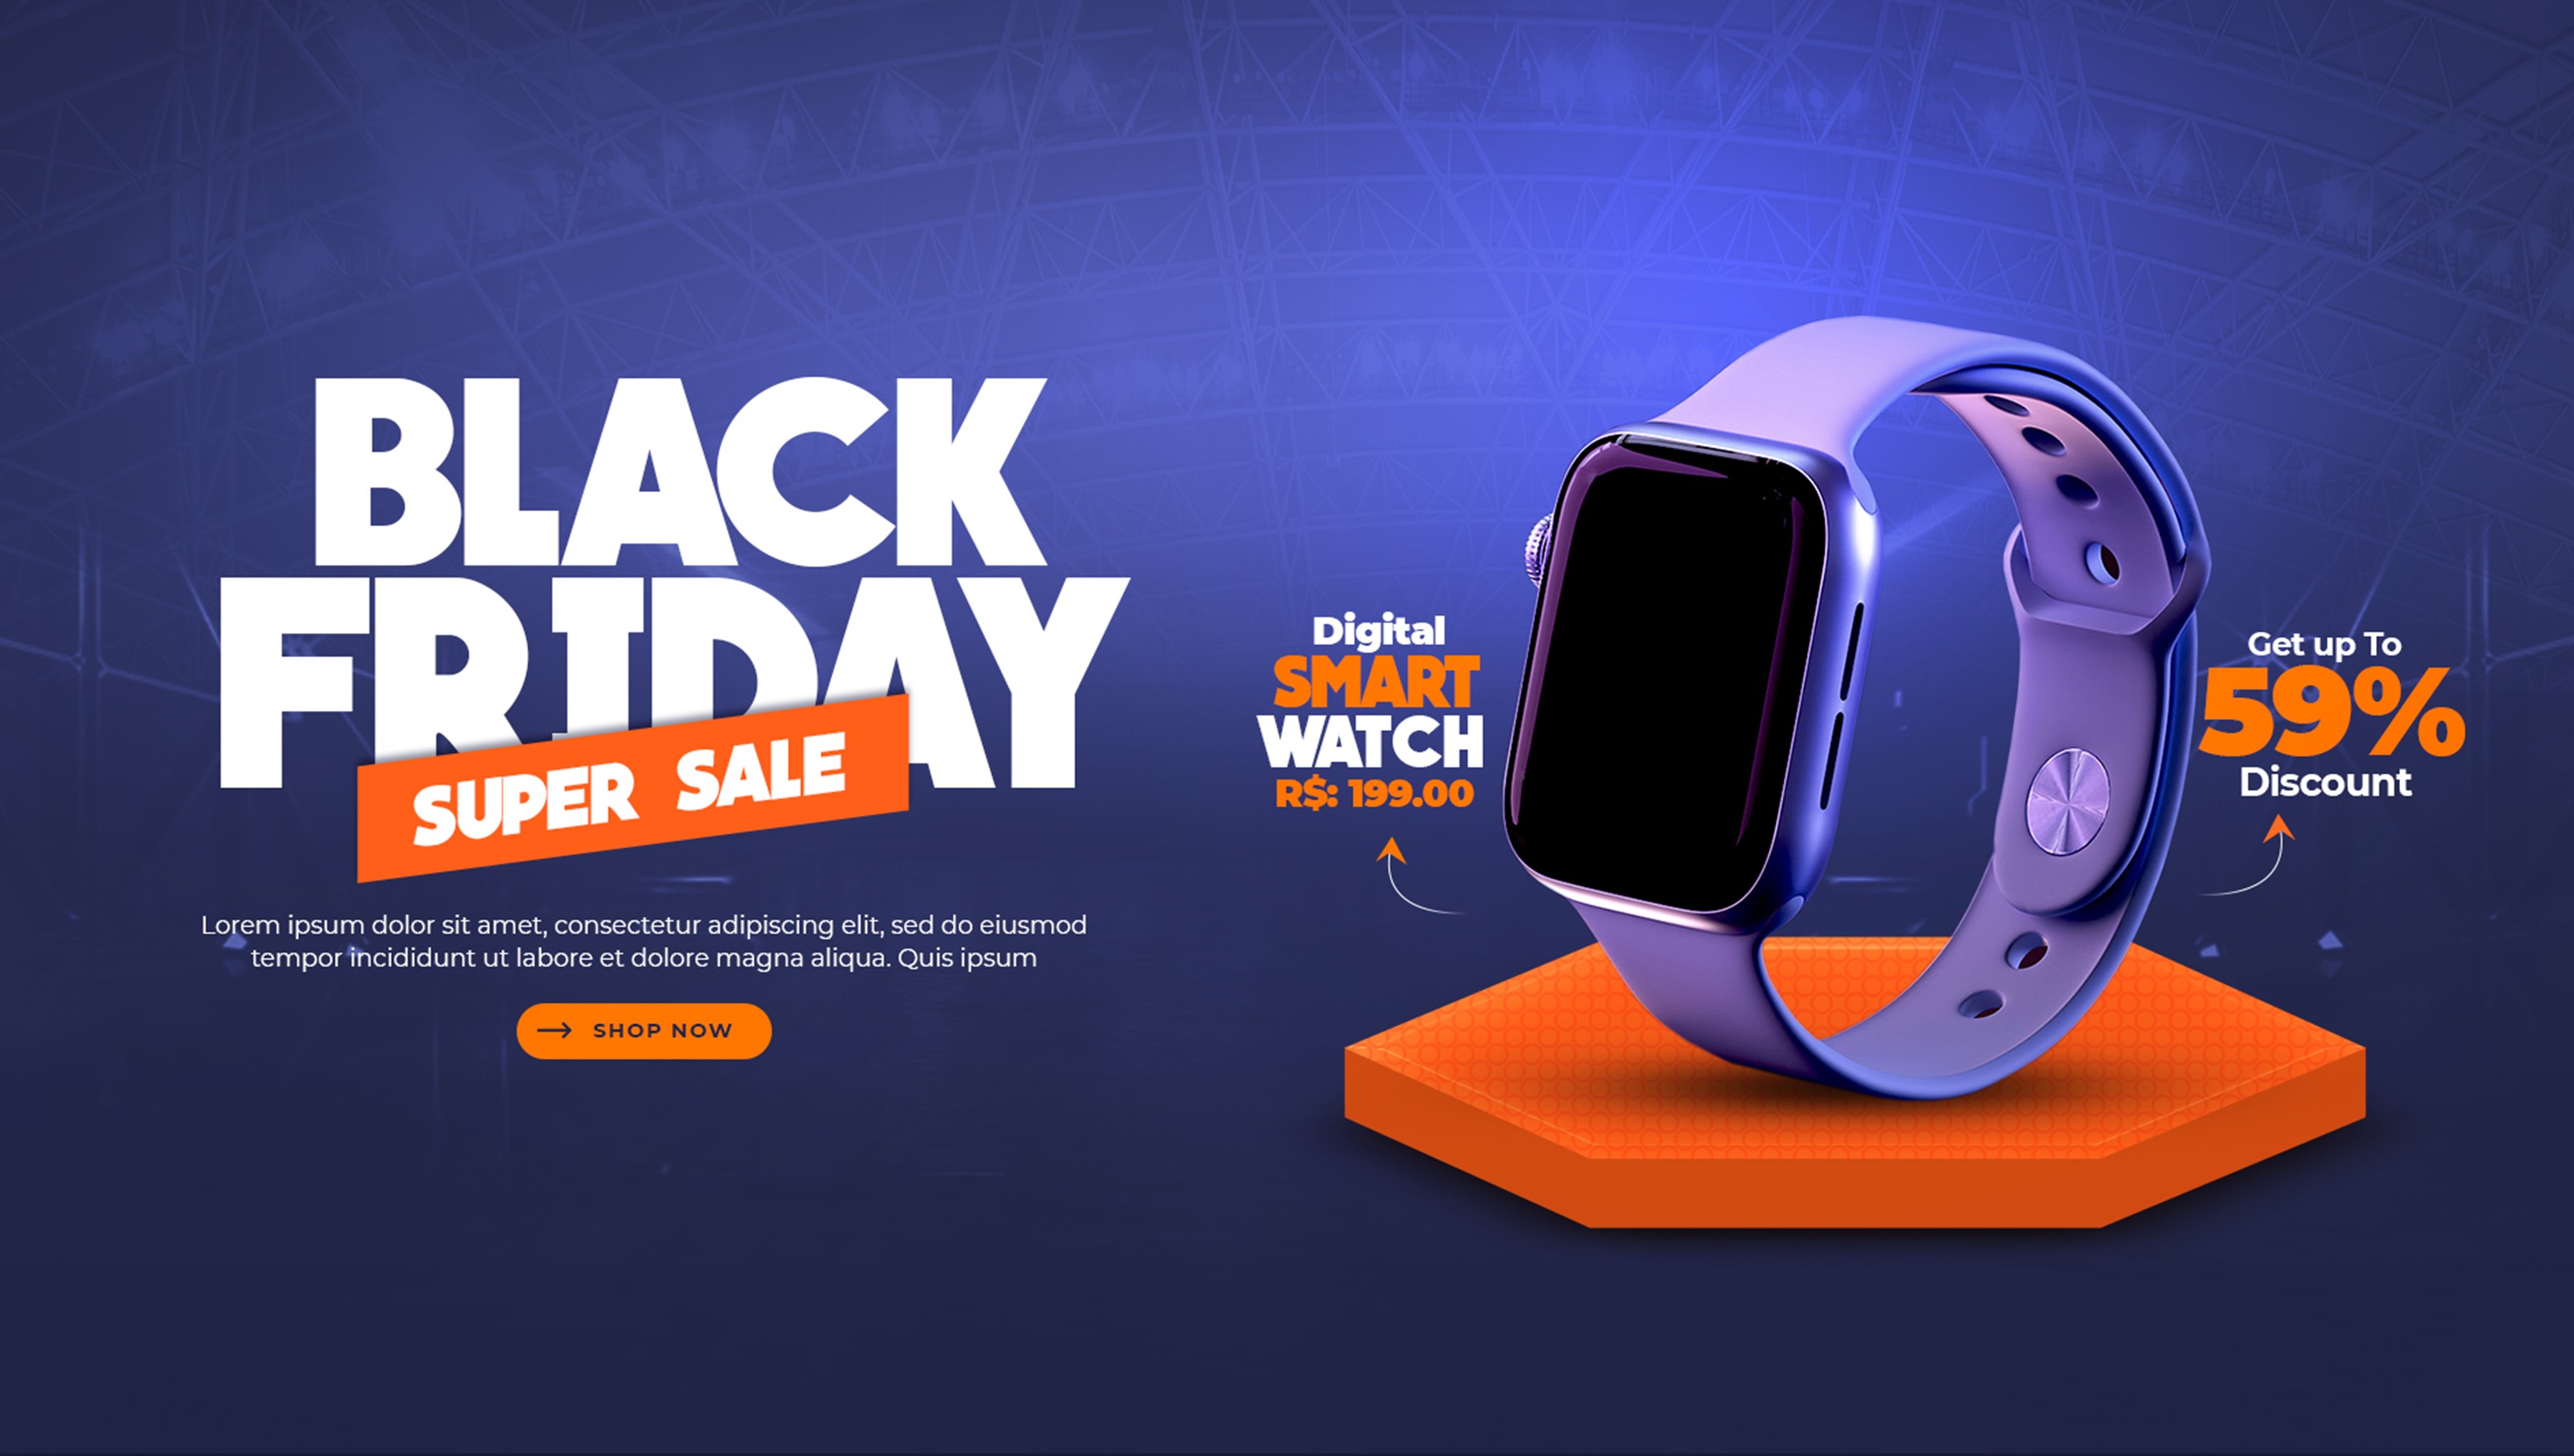 BLACK
FRIDAY
SUPER SALE
Lorem ipsum dolor sit amet, consectetur adipiscing elit, sed do eiusmod
tempor incididunt ut labore et dolore magna aliqua. Quis ipsum
SHOP NOW
Digital
SMART
WATCH
R$: 199.00
Get up To
59%
Discount